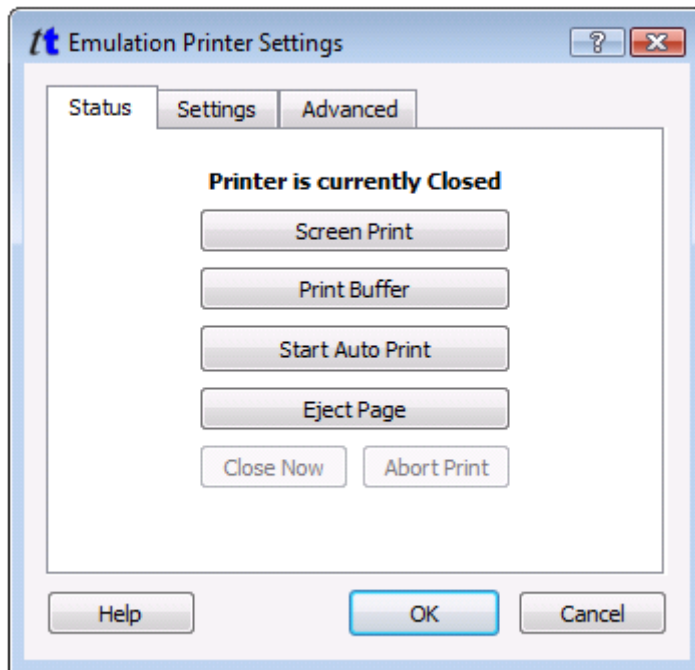 tt Emulation Printer Settings ?
Status Settings Advanced
Printer is currently Closed
Screen Print
Print Buffer
Start Auto Print
Eject Page
Close Now Abort Print
Help OK Cancel